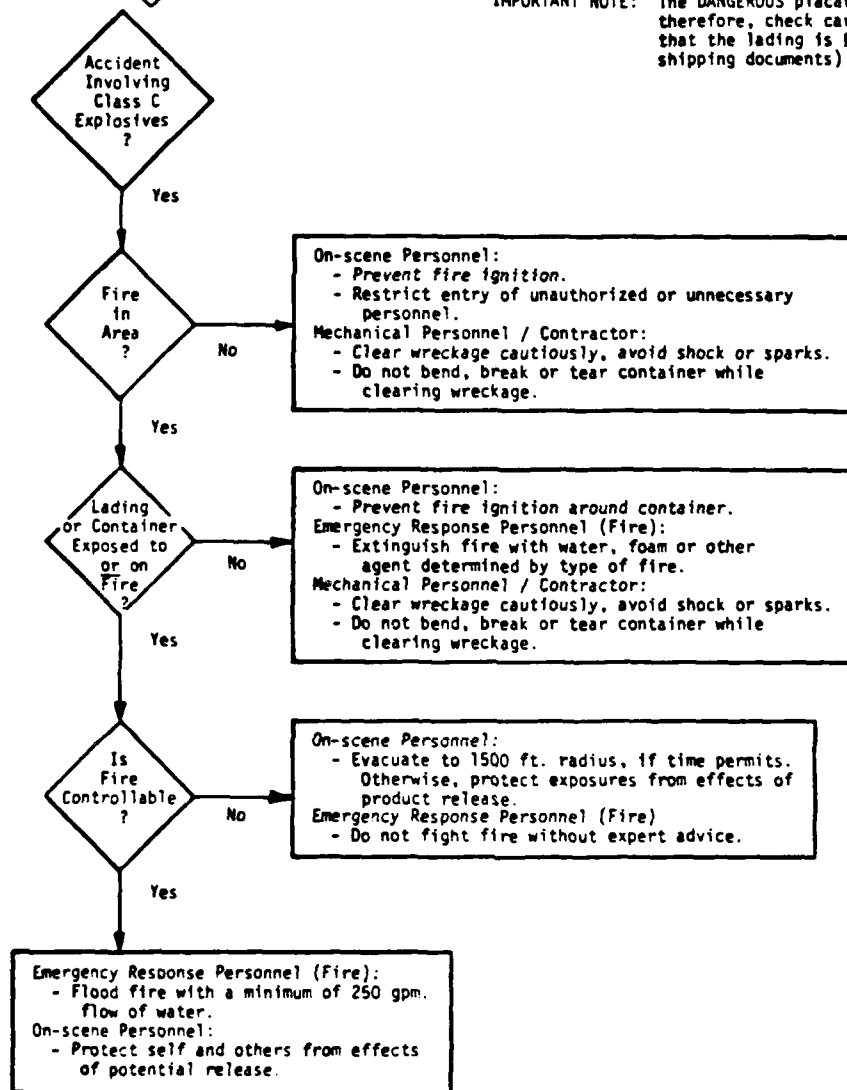 IMPORTANT NOTE: The DANGEROUS
therefore, check
that the lading is
shipping documents)
Accident
Involving
Class C
Explosives
?
Yes
Fire
in
Area
?
No
On-scene Personnel:
- Prevent fire ignition.
- Restrict entry of unauthorized or unnecessary
personnel.
Mechanical Personnel / Contractor:
- Clear wreckage cautiously, avoid shock or sparks.
- Do not bend, break or tear container while
clearing wreckage.
Yes
Lading
or Container
Exposed to
or on
Fire
?
No
On-scene Personnel:
- Prevent fire ignition around container.
Emergency Response Personnel (Fire):
- Extinguish fire with water, foam or other
agent determined by type of fire.
Mechanical Personnel / Contractor:
- Clear wreckage cautiously, avoid shock or sparks.
- Do not bend, break or tear container while
clearing wreckage.
Yes
Is
Fire
Controllable
?
No
On-scene Personnel:
- Evacuate to 1500 ft. radius, if time permits.
Otherwise, protect exposures from effects of
product release.
Emergency Response Personnel (Fire)
- Do not fight fire without expert advice.
Yes
Emergency Response Personnel (Fire):
- Flood fire with a minimum of 250 gpm.
flow of water.
On-scene Personnel:
- Protect self and others from effects
of potential release.